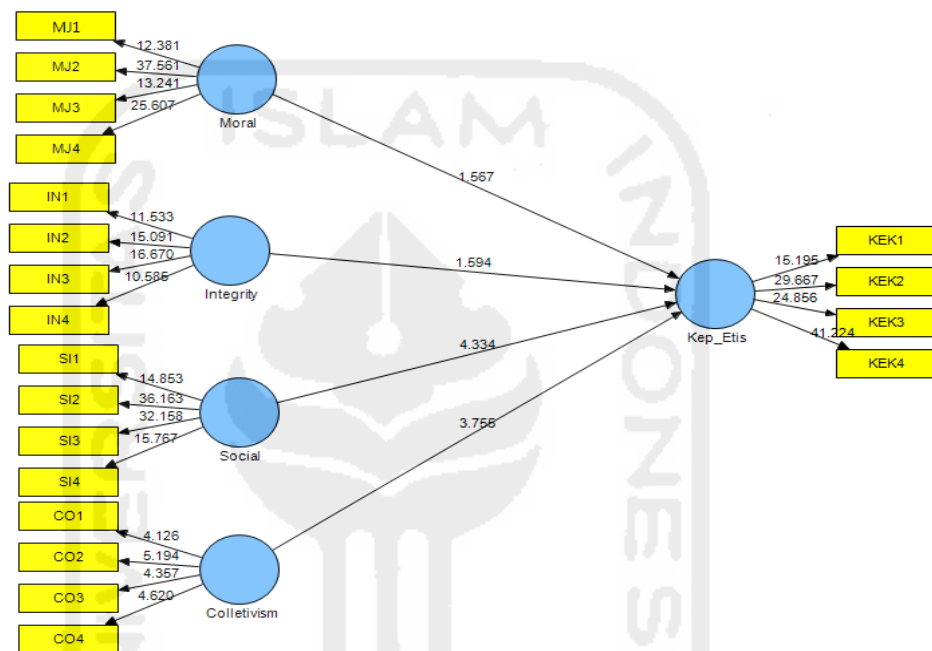 MJ1
12.381
MJ2
37.561
MJ3
13.241
MJ4
25.607
Moral
1.567
IN1
11.533
IN2
15.091
IN3
16.670
IN4
10.585
Integrity
1.594
SI1
14.853
SI2
36.163
SI3
32.158
SI4
15.767
Social
4.334
CO1
4.126
CO2
5.194
CO3
4.357
CO4
4.620
Colletivism
3.755
Kep_Etis
KEK1
15.195
KEK2
29.667
KEK3
24.856
KEK4
41.224
ISLAM
INDONES